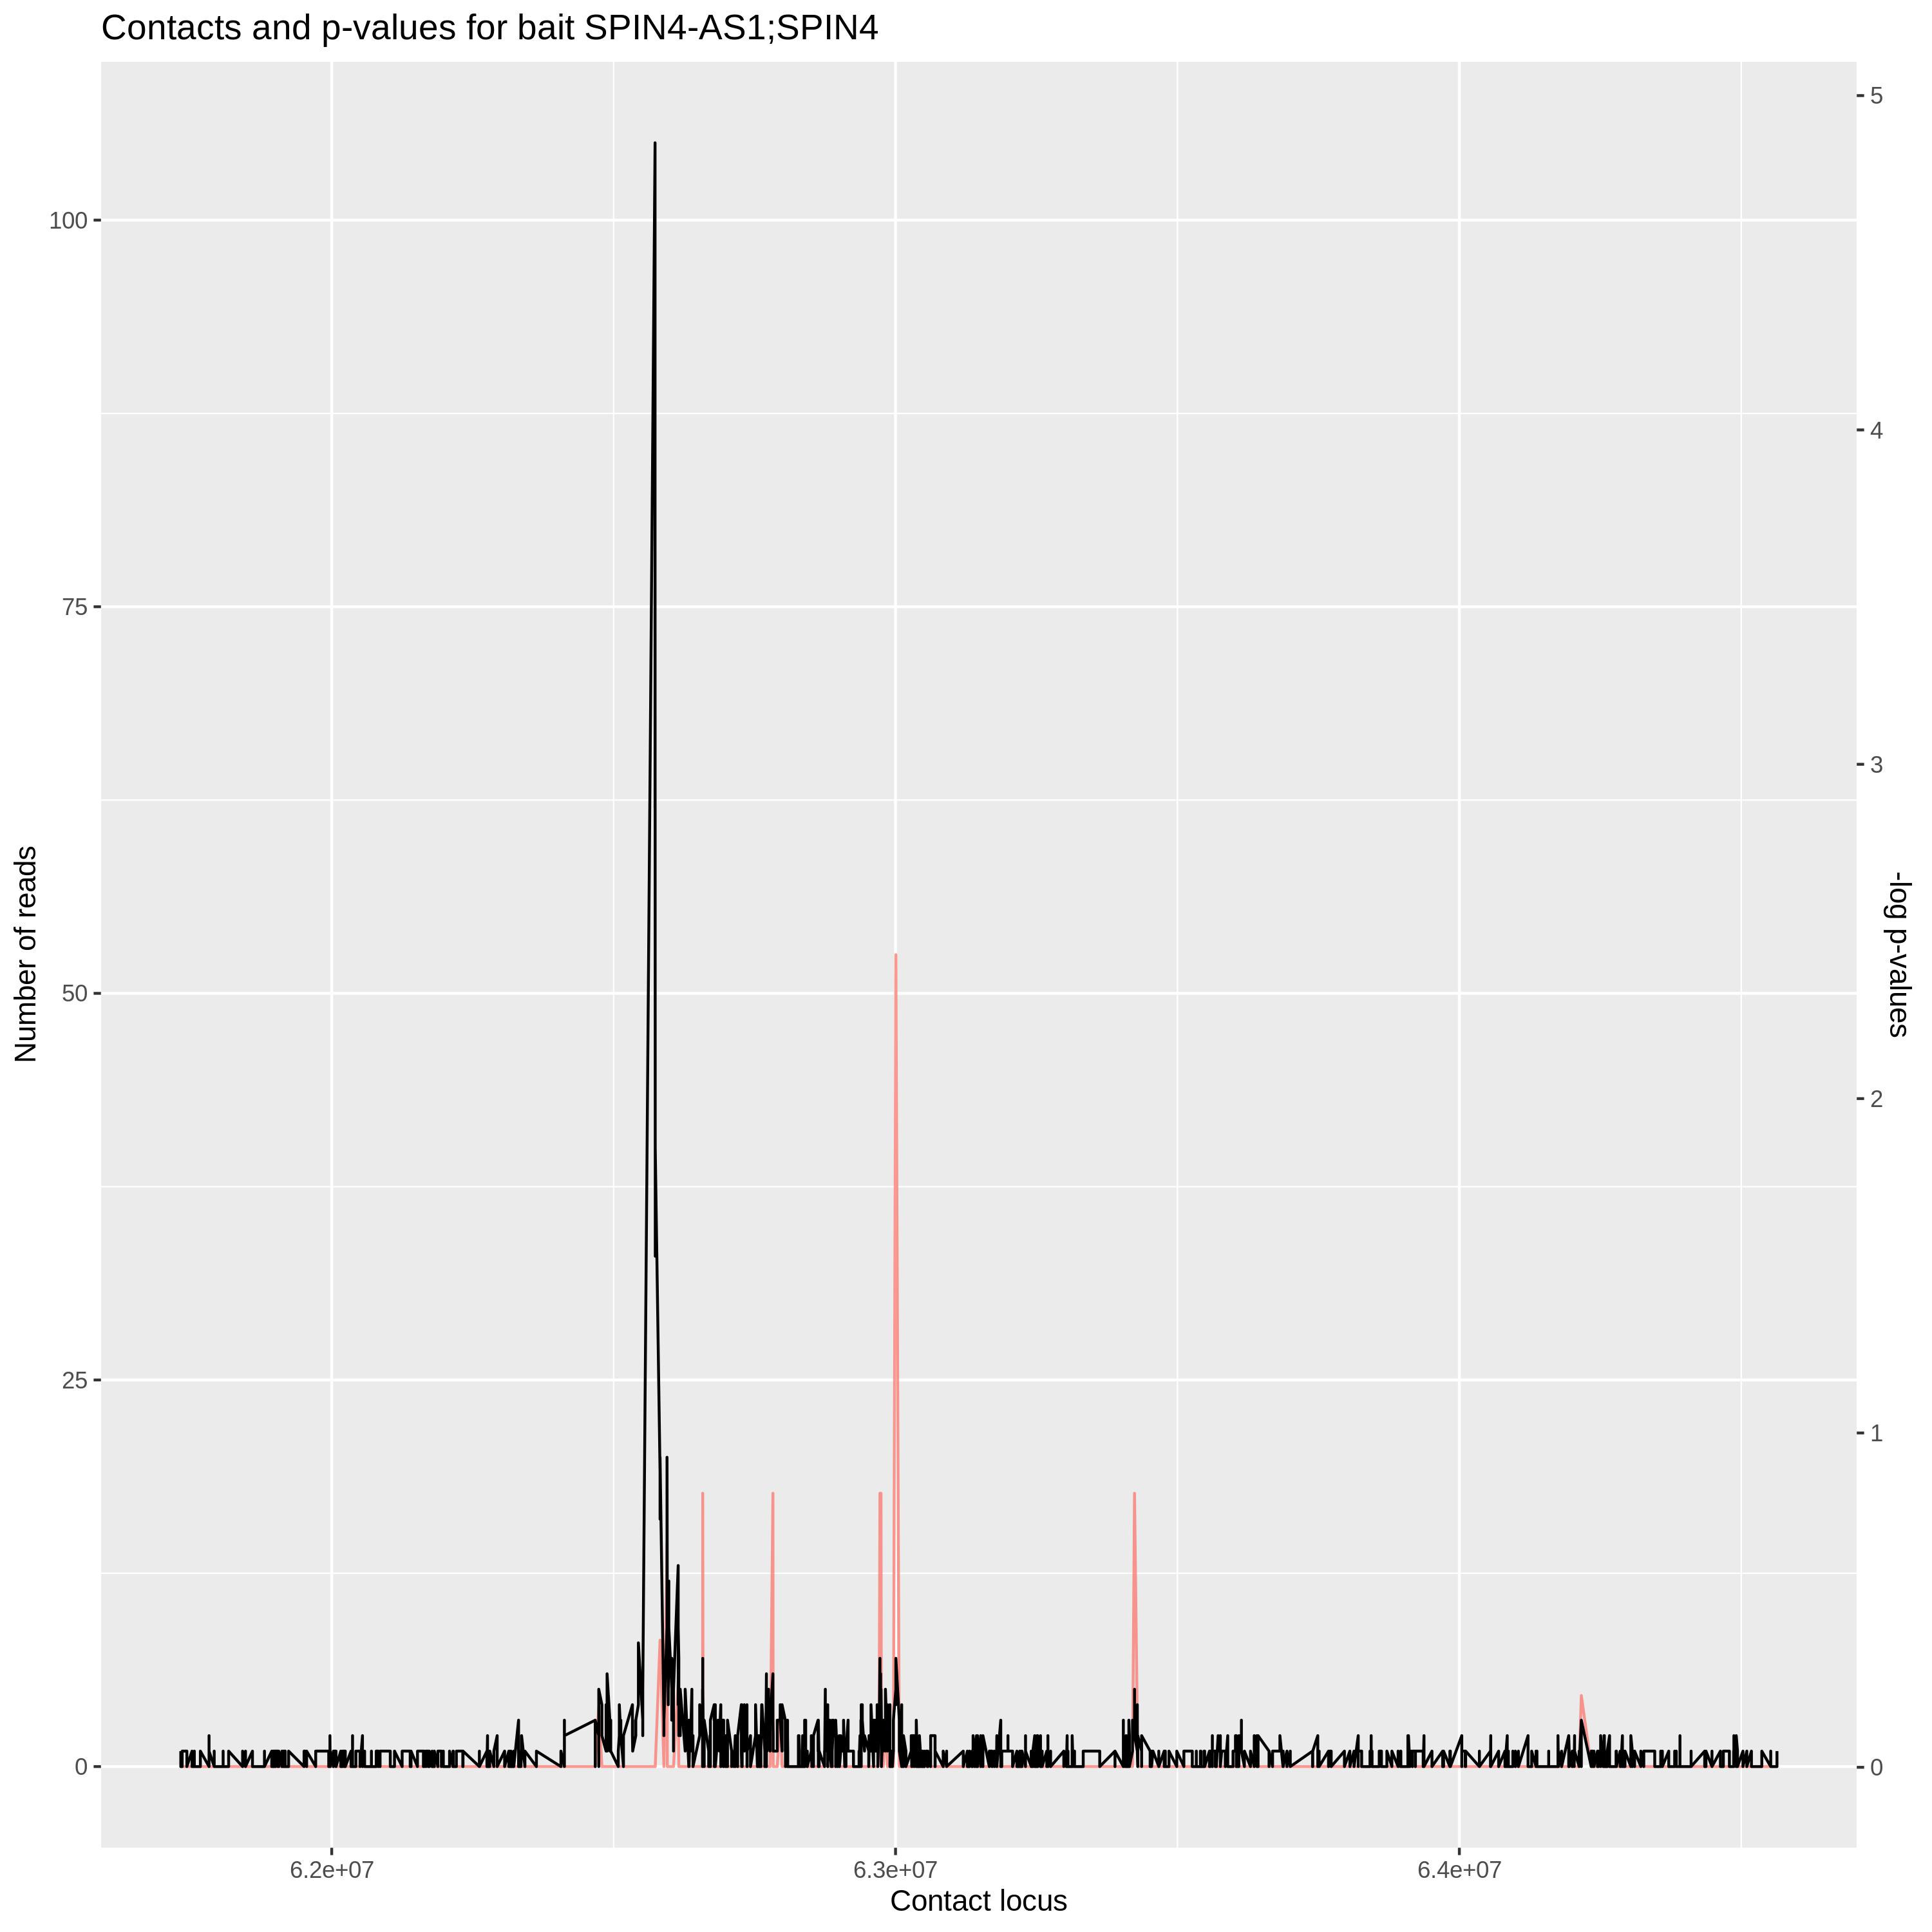 Contacts and p-values for bait SPIN4-AS1;SPIN4
Number of reads
100
75
50
25
0
5
4
3
2
1
0
-log p-values
6.2e+07
6.3e+07
6.4e+07
Contact locus